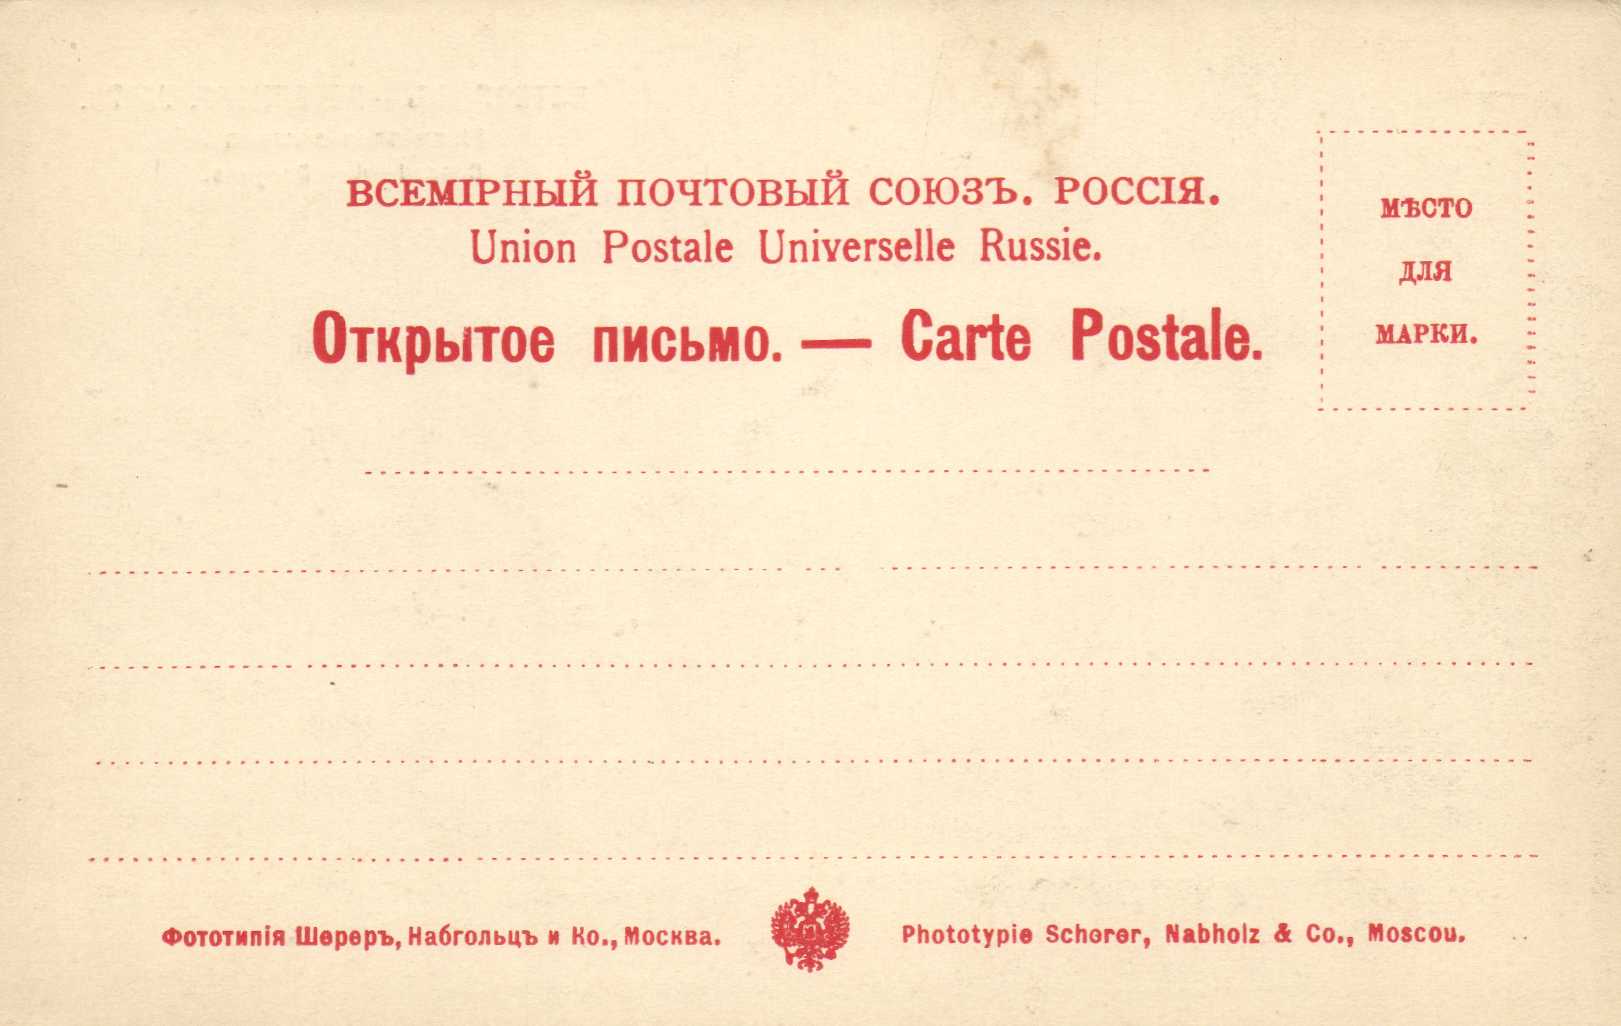 ВСЕМІРНЫЙ ПОЧТОВЫЙ СОЮЗЪ. РОССІЯ.
Union Postale Universelle Russie.
Открытое письмо. — Carte Postale.
МѢСТО
ДЛЯ
МАРКИ.
Фототипія Шереръ, Набгольцъ и Ко., Москва.
Phototypie Scherer, Nabholz & Co., Moscou.